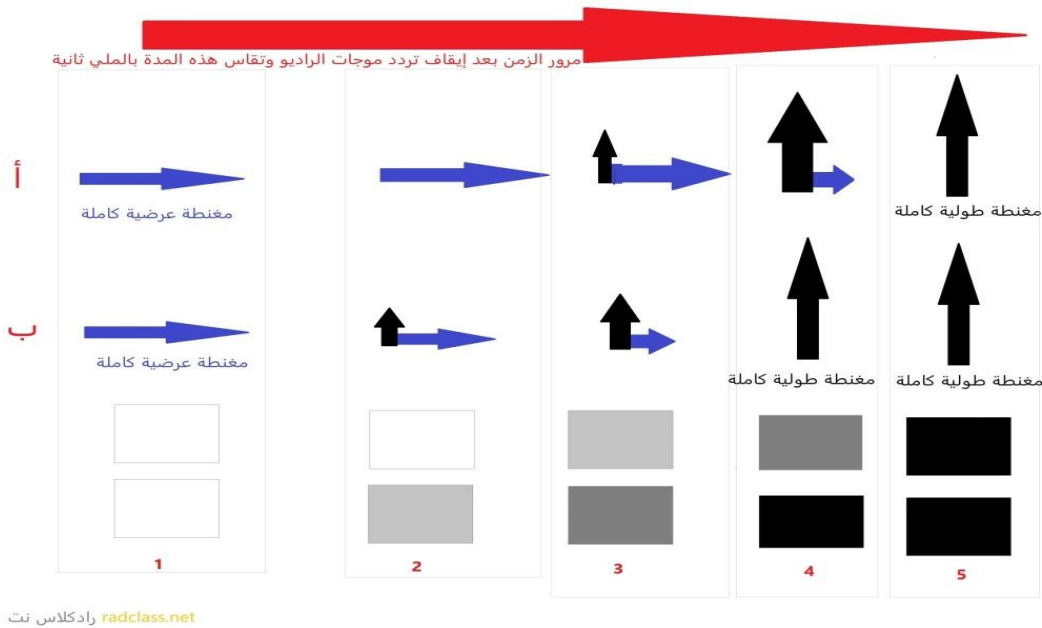 مرور الزمن بعد إيقاف تردد موجات الراديو وتقاس هذه المدة بالملي ثانية
أ
مغنطة عرضية كاملة
مغنطة طولية كاملة
ب
مغنطة عرضية كاملة
مغنطة طولية كاملة
مغنطة طولية كاملة
1
2
3
4
5
رادكلاس نت radclass.net